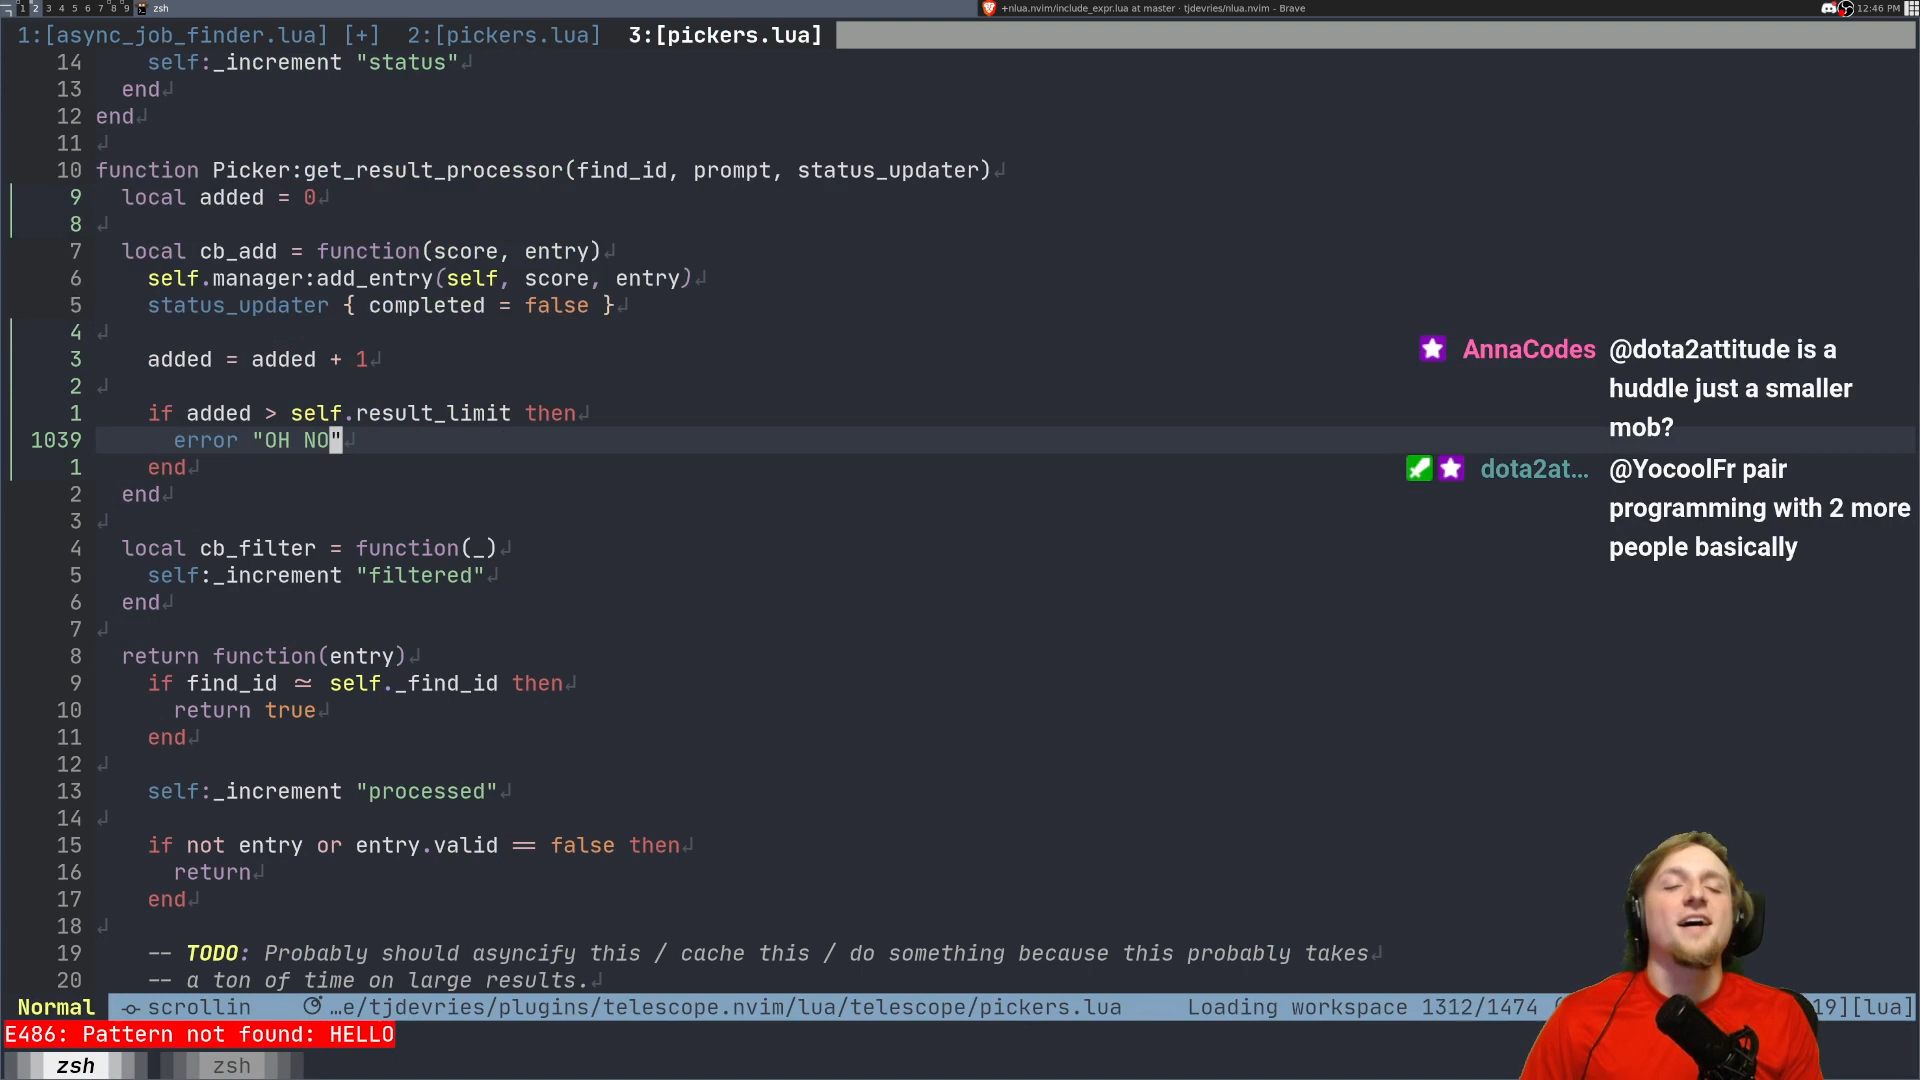 1 2 3 4 5 6 7 8 9 zsh
+nlua.nvim/include_expr.lua at master · tjdevries/nlua.nvim - Brave
12:46 PM
1:[async_job_finder.lua] [+] 2:[pickers.lua] 3:[pickers.lua]
14 self:_increment "status"↲
13 end↲
12 end↲
11 ↲
10 function Picker:get_result_processor(find_id, prompt, status_updater)↲
9 local added = 0↲
8 ↲
7 local cb_add = function(score, entry)↲
6 self.manager:add_entry(self, score, entry)↲
5 status_updater { completed = false }↲
4 ↲
3 added = added + 1↲
2 ↲
1 if added > self.result_limit then↲
1039 error "OH NO"↲
1 end↲
2 end↲
3 ↲
4 local cb_filter = function(_)↲
5 self:_increment "filtered"↲
6 end↲
7 ↲
8 return function(entry)↲
9 if find_id ~= self._find_id then↲
10 return true↲
11 end↲
12 ↲
13 self:_increment "processed"↲
14 ↲
15 if not entry or entry.valid == false then↲
16 return↲
17 end↲
18 ↲
19 -- TODO: Probably should asyncify this / cache this / do something because this probably takes↲
20 -- a ton of time on large results.↲
AnnaCodes @dota2attitude is a
huddle just a smaller
mob?
dota2at... @YocoolFr pair
programming with 2 more
people basically
Normal scrollin …e/tjdevries/plugins/telescope.nvim/lua/telescope/pickers.lua Loading workspace 1312/1474 ( 19][lua]
E486: Pattern not found: HELLO
zsh zsh